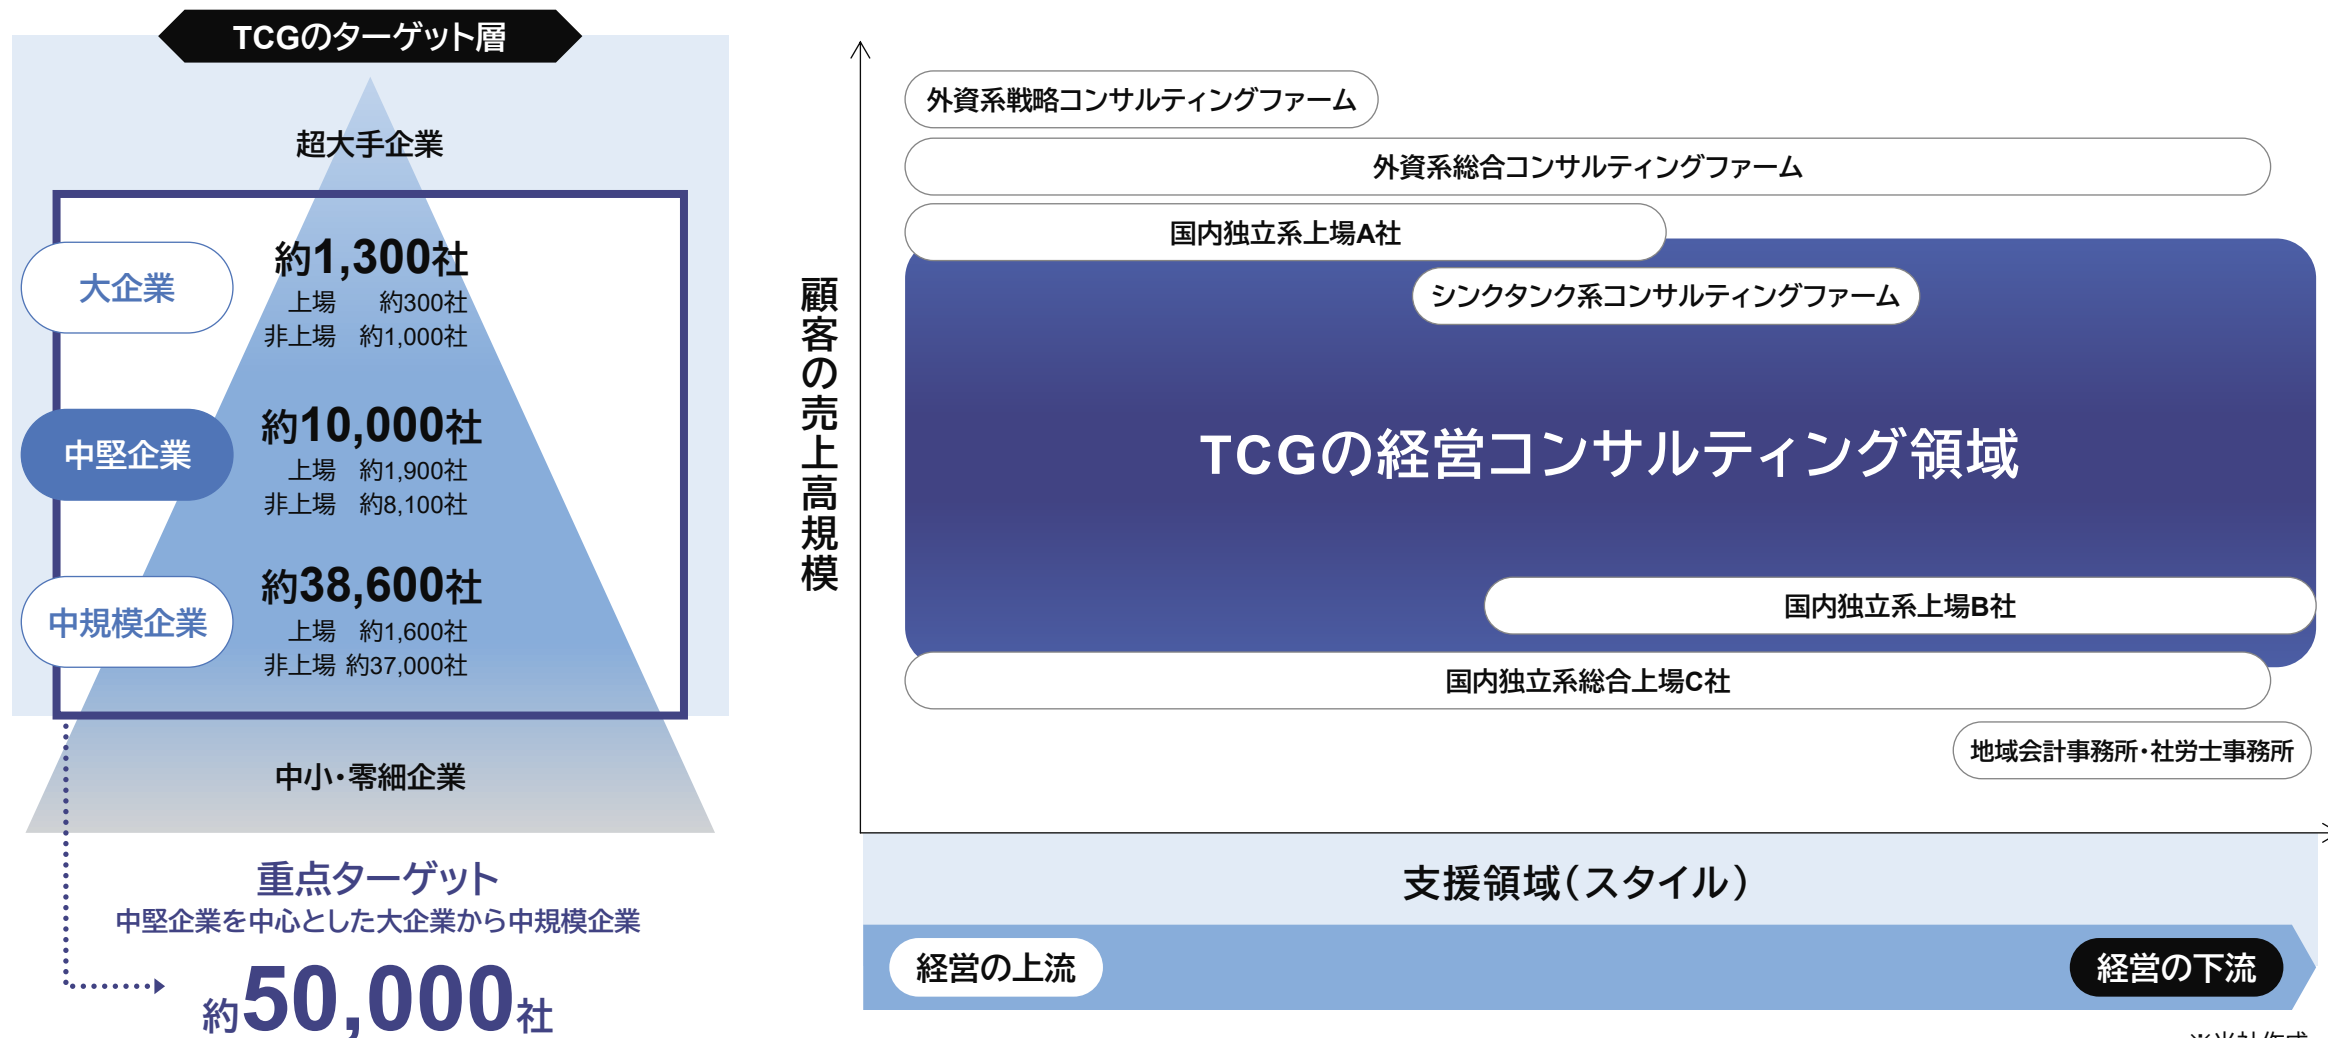 TCGのターゲット層
超大手企業
大企業
約1,300社
上場 約300社
非上場 約1,000社
中堅企業
約10,000社
上場 約1,900社
非上場 約8,100社
中規模企業
約38,600社
上場 約1,600社
非上場 約37,000社
中小・零細企業
重点ターゲット
中堅企業を中心とした大企業から中規模企業
約50,000社
顧客の売上高規模
外資系戦略コンサルティングファーム
外資系総合コンサルティングファーム
国内独立系上場A社
シンクタンク系コンサルティングファーム
TCGの経営コンサルティング領域
国内独立系上場B社
国内独立系総合上場C社
地域会計事務所・社労士事務所
支援領域（スタイル）
経営の上流
経営の下流
※当社作成